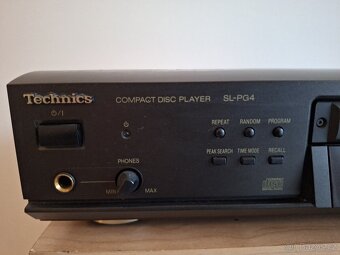 Technics
COMPACT DISC PLAYER SL-PG4
⏻/I
REPEAT RANDOM PROGRAM
PEAK SEARCH TIME MODE RECALL
PHONES
MIN MAX